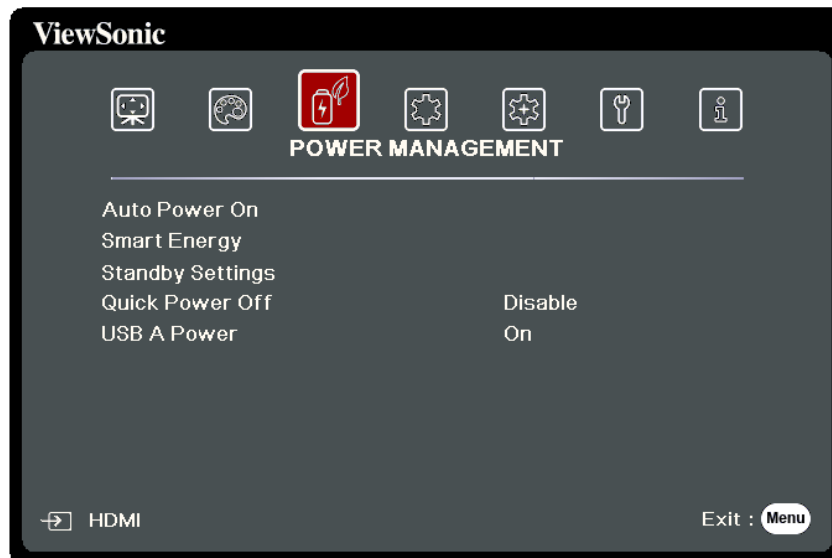 ViewSonic
POWER MANAGEMENT
Auto Power On
Smart Energy
Standby Settings
Quick Power Off Disable
USB A Power On
HDMI Exit : Menu